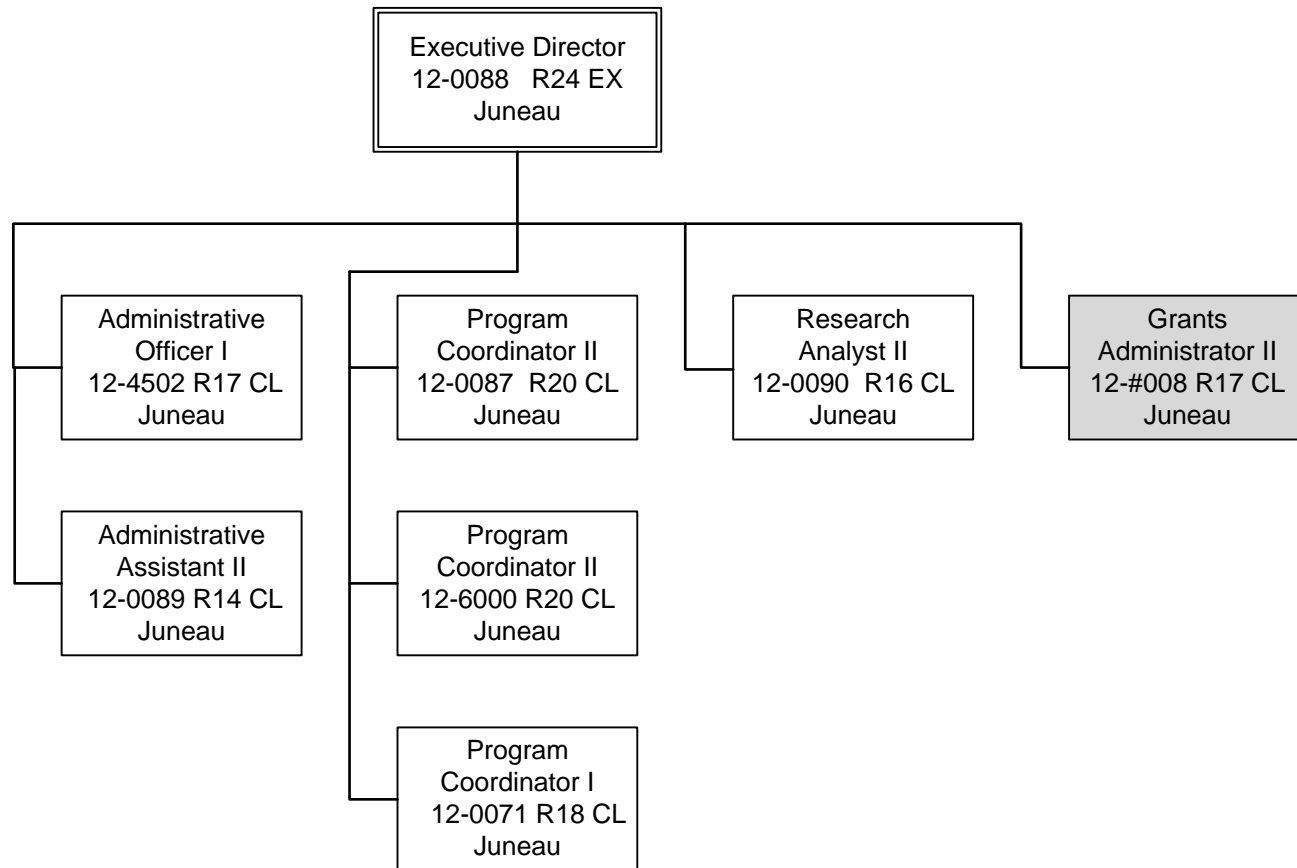 Executive Director
12-0088 R24 EX
Juneau
Administrative
Officer I
12-4502 R17 CL
Juneau
Program
Coordinator II
12-0087 R20 CL
Juneau
Research
Analyst II
12-0090 R16 CL
Juneau
Grants
Administrator II
12-#008 R17 CL
Juneau
Administrative
Assistant II
12-0089 R14 CL
Juneau
Program
Coordinator II
12-6000 R20 CL
Juneau
Program
Coordinator I
12-0071 R18 CL
Juneau